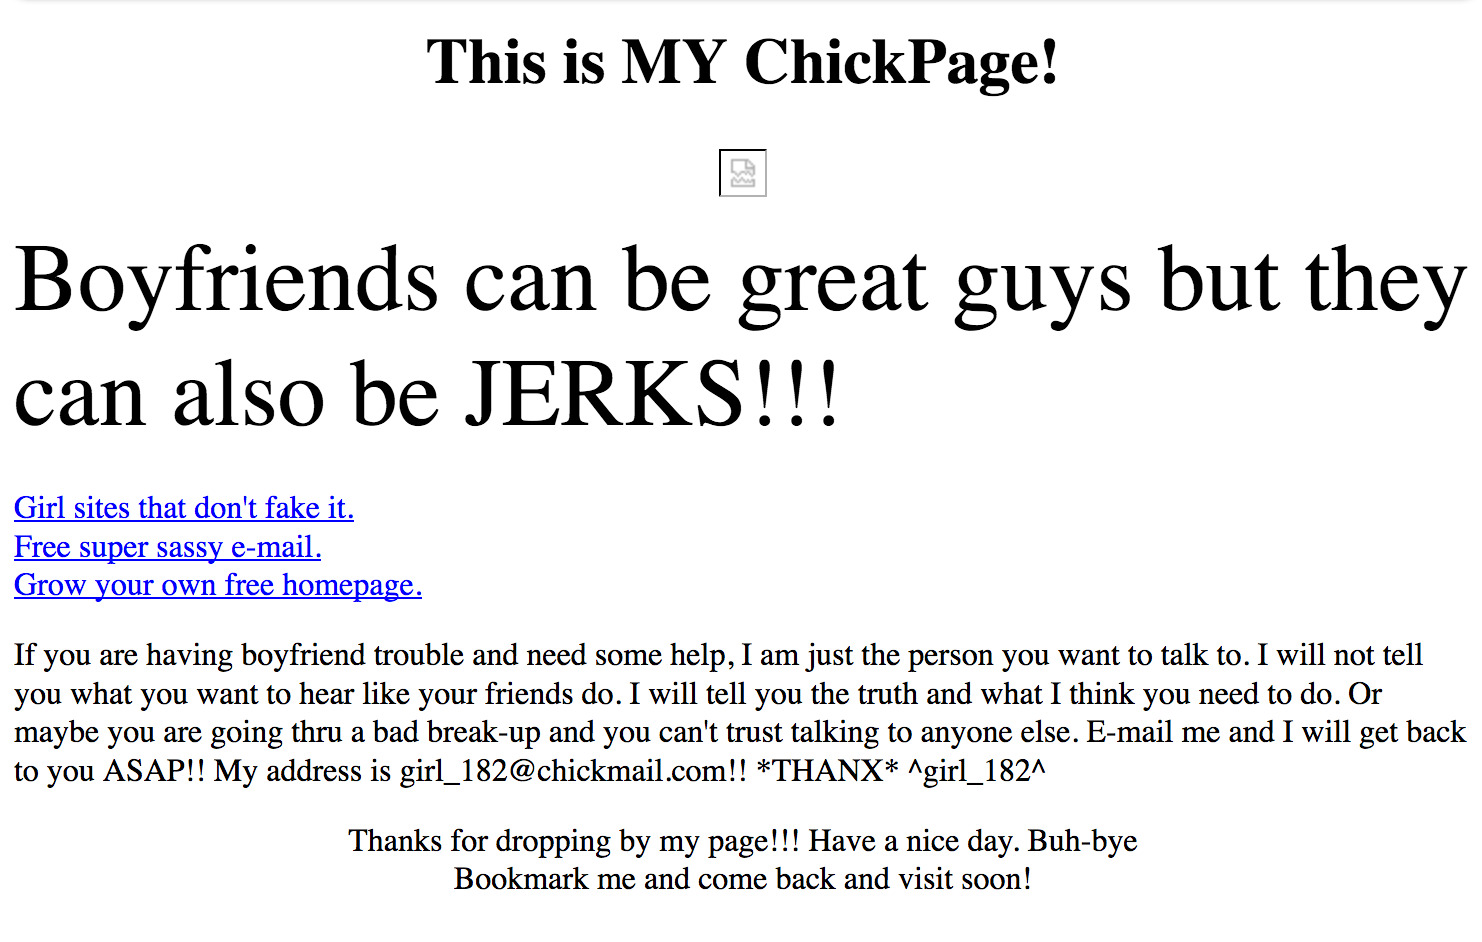 This is MY ChickPage!
Boyfriends can be great guys but they
can also be JERKS!!!
Girl sites that don't fake it.
Free super sassy e-mail.
Grow your own free homepage.
If you are having boyfriend trouble and need some help, I am just the person you want to talk to. I will not tell
you what you want to hear like your friends do. I will tell you the truth and what I think you need to do. Or
maybe you are going thru a bad break-up and you can't trust talking to anyone else. E-mail me and I will get back
to you ASAP!! My address is girl_182@chickmail.com!! *THANX* ^girl_182^
Thanks for dropping by my page!!! Have a nice day. Buh-bye
Bookmark me and come back and visit soon!